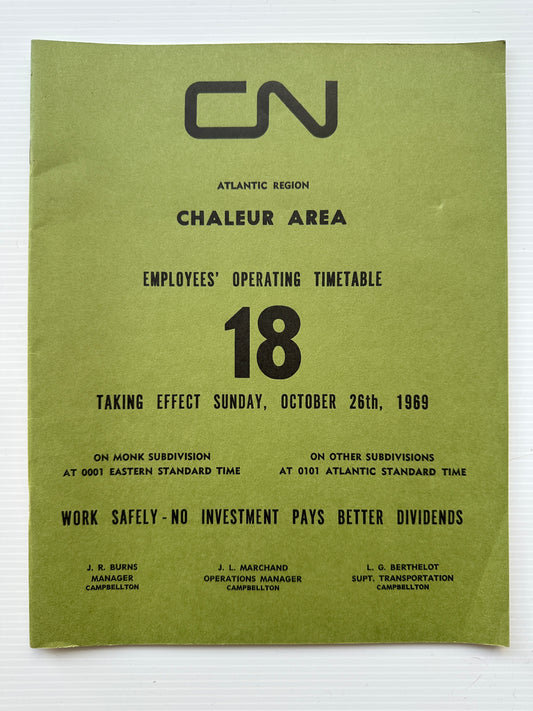 CN
ATLANTIC REGION
CHALEUR AREA
EMPLOYEES' OPERATING TIMETABLE
18
TAKING EFFECT SUNDAY, OCTOBER 26th, 1969
ON MONK SUBDIVISION
AT 0001 EASTERN STANDARD TIME
ON OTHER SUBDIVISIONS
AT 0101 ATLANTIC STANDARD TIME
WORK SAFELY - NO INVESTMENT PAYS BETTER DIVIDENDS
J. R. BURNS
MANAGER
CAMPBELLTON
J. L. MARCHAND
OPERATIONS MANAGER
CAMPBELLTON
L. G. BERTHELOT
SUPT. TRANSPORTATION
CAMPBELLTON